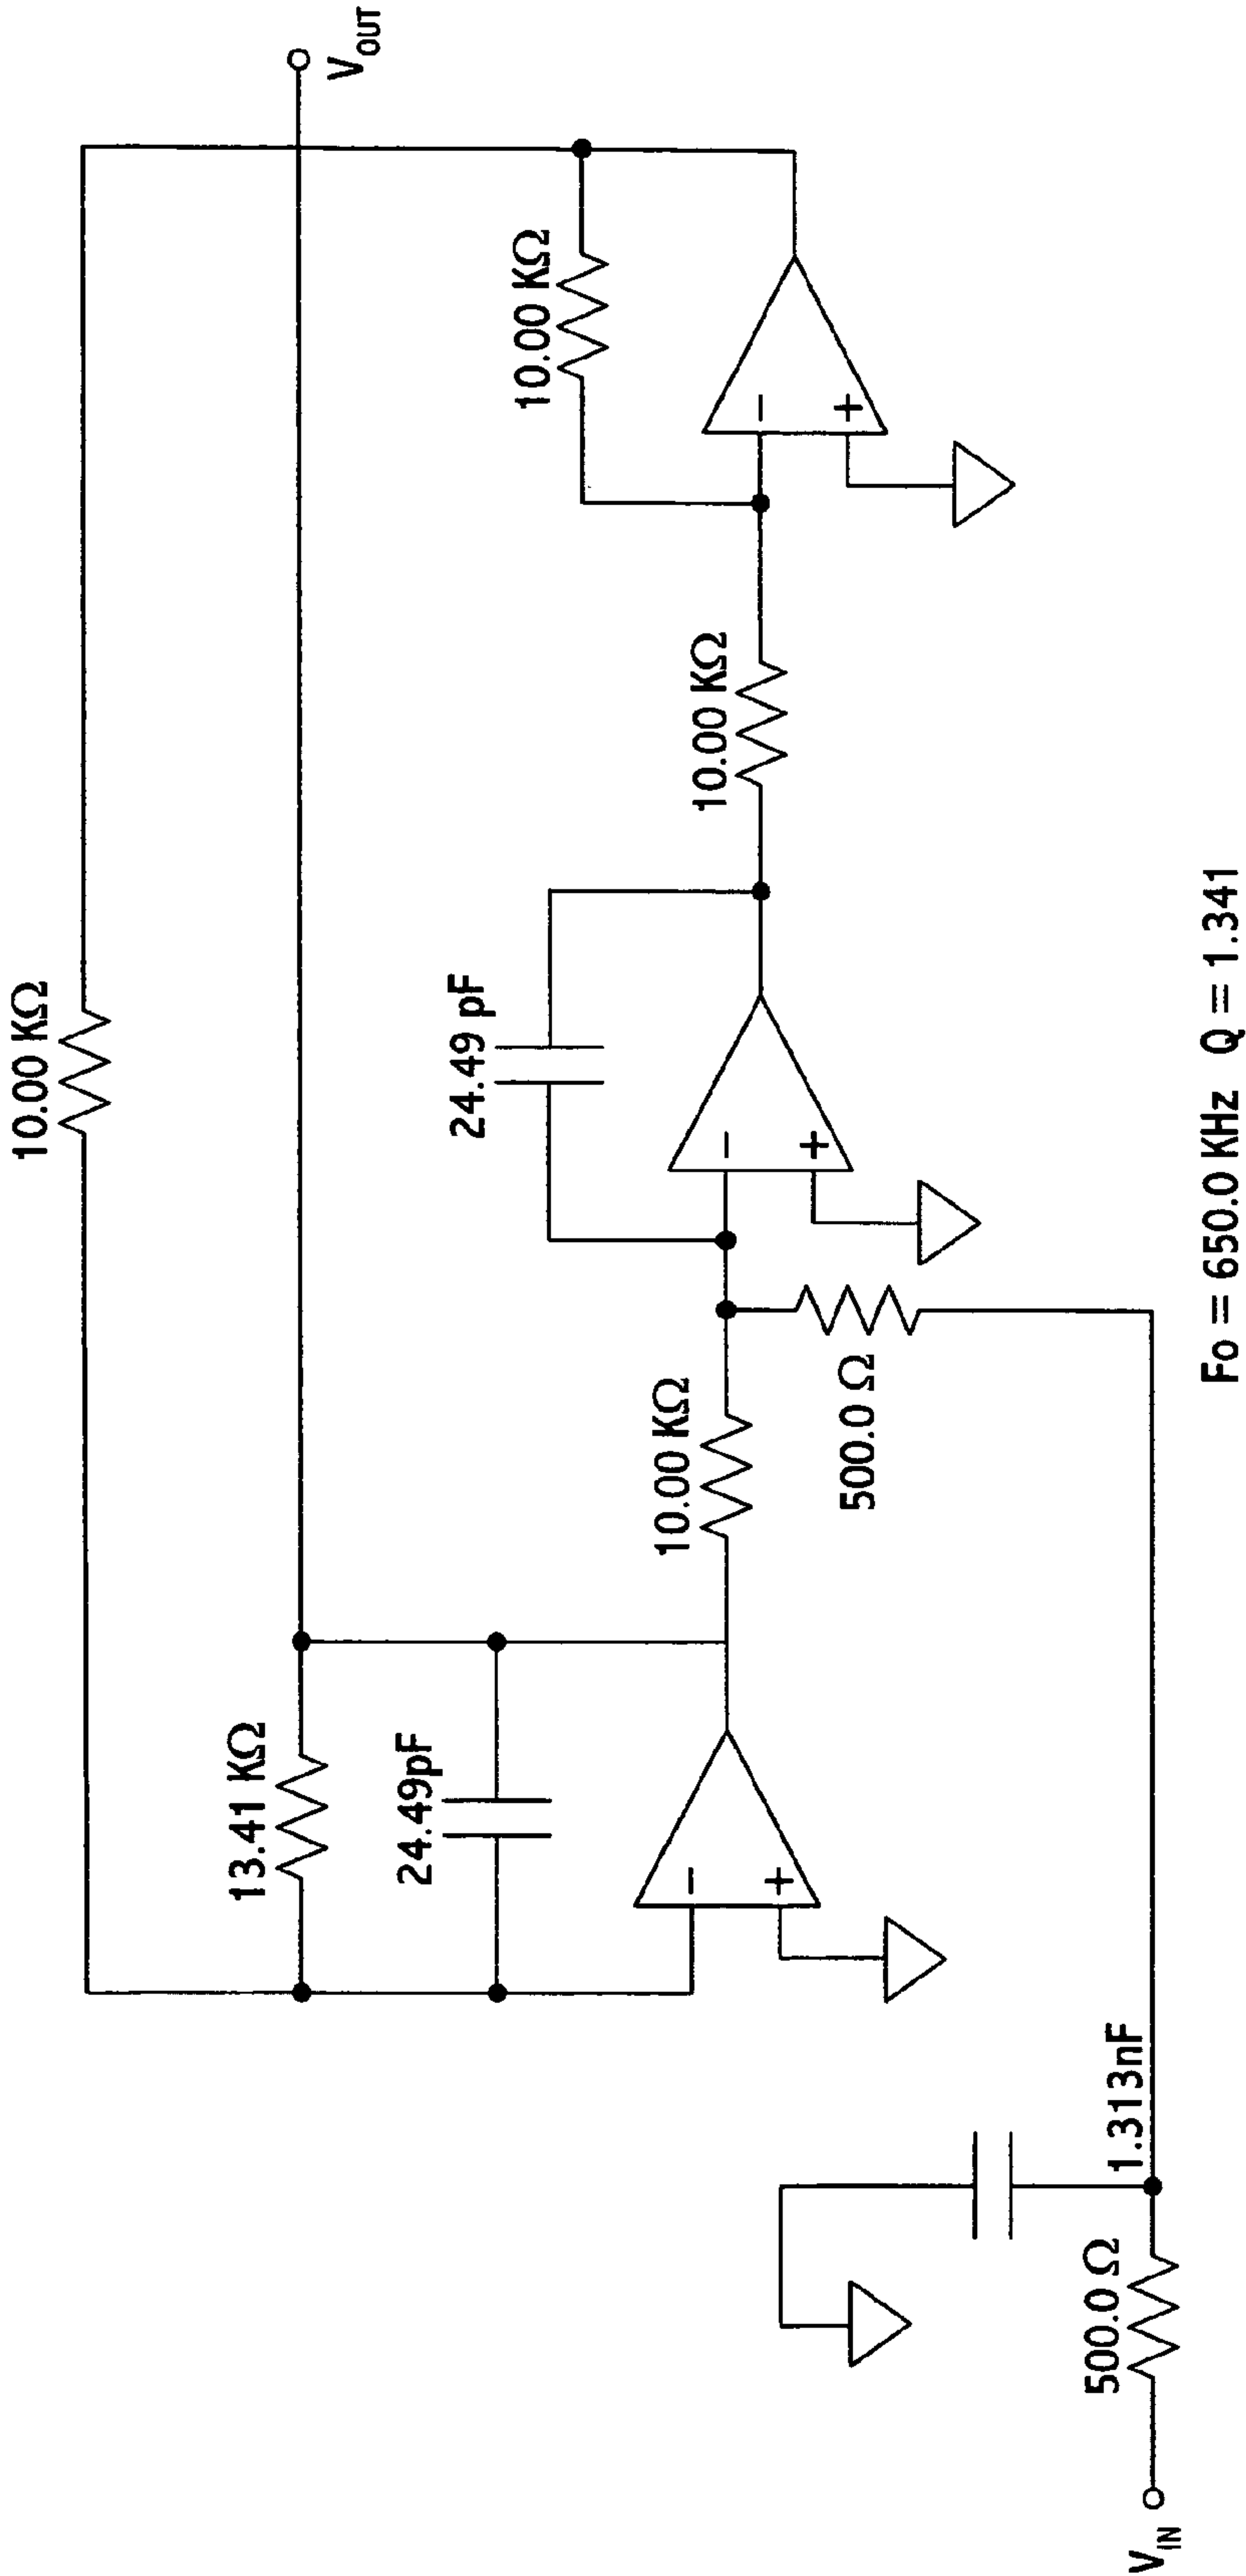 10.00 KΩ
V_OUT
13.41 KΩ
24.49pF
24.49 pF
10.00 KΩ
10.00 KΩ
10.00 KΩ
−
+
−
+
−
+
500.0 Ω
1.313nF
500.0 Ω
V_IN
Fo = 650.0 KHz Q = 1.341